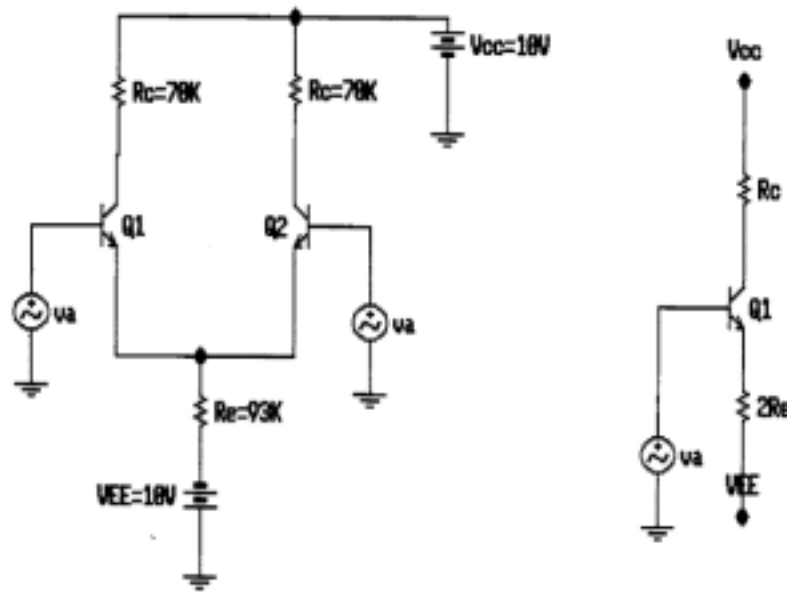 Vcc=10V
Rc=70K
Rc=70K
Q1
Q2
va
va
Re=93K
VEE=10V
Vcc
Rc
Q1
2Re
va
VEE